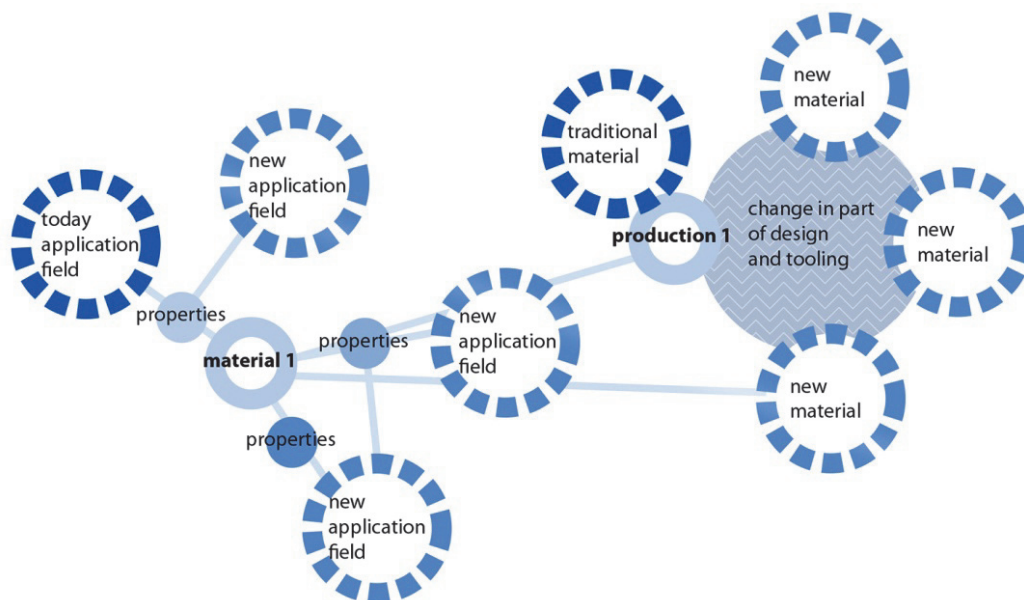 new
material
traditional
material
new
application
field
today
application
field
production 1
change in part
of design
and tooling
new
material
properties
properties
new
application
field
material 1
new
material
properties
new
application
field